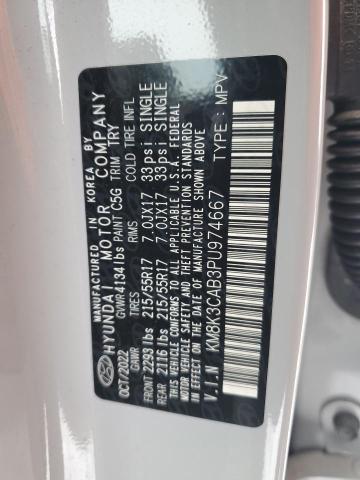 MANUFACTURED IN KOREA BY
HYUNDAI MOTOR COMPANY
OCT/2022 GVWR 4134 lbs PAINT C5G TRIM TRY
GAWR TIRES RIMS COLD TIRE INFL
FRONT 2293 lbs 215/55R17 7.0JX17 33psi SINGLE
REAR 2116 lbs 215/55R17 7.0JX17 33psi SINGLE
THIS VEHICLE CONFORMS TO ALL APPLICABLE U.S.A. FEDERAL
MOTOR VEHICLE SAFETY AND THEFT PREVENTION STANDARDS IN
EFFECT ON THE DATE OF MANUFACTURE SHOWN ABOVE.
V.I.N KM8K3CAB3PU974667 TYPE : MPV